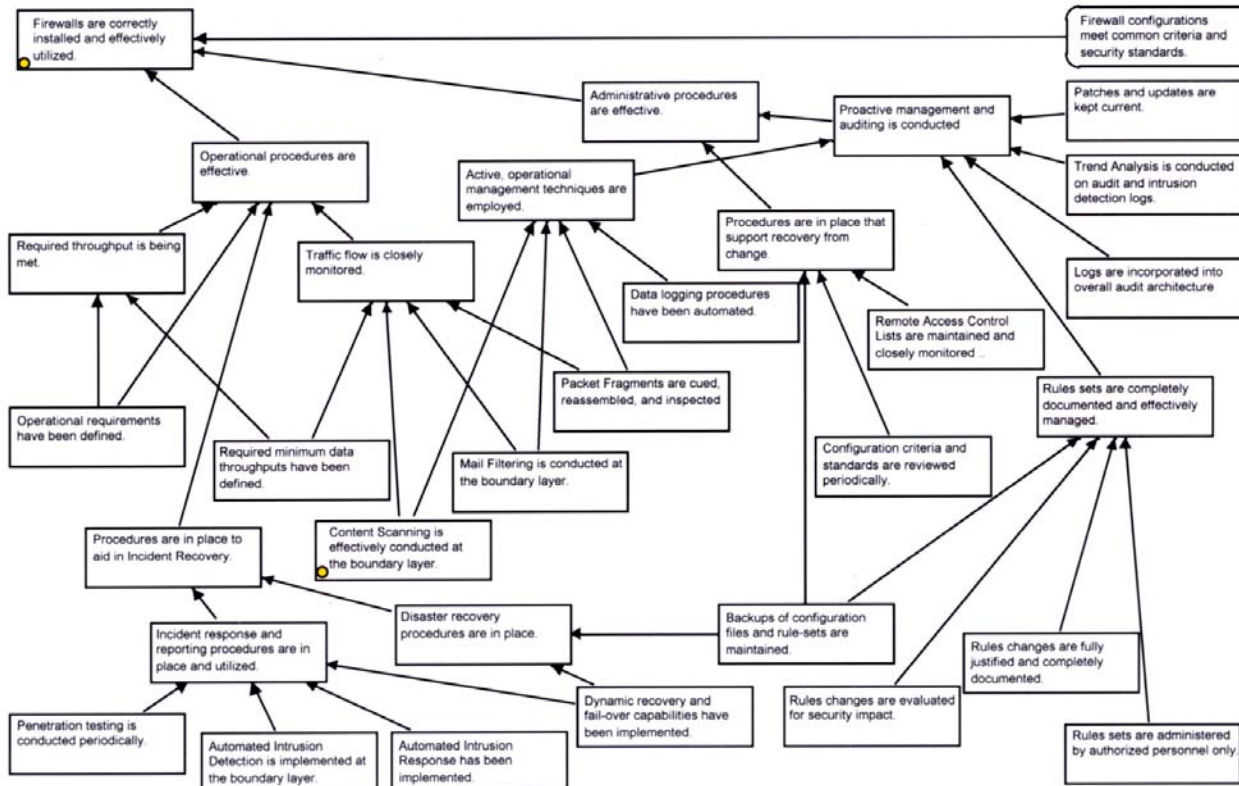 Firewalls are correctly
installed and effectively
utilized.
Firewall configurations
meet common criteria and
security standards.
Administrative procedures
are effective.
Proactive management and
auditing is conducted
Patches and updates are
kept current.
Operational procedures are
effective.
Active, operational
management techniques are
employed.
Trend Analysis is conducted
on audit and intrusion
detection logs.
Required throughput is being
met.
Traffic flow is closely
monitored.
Procedures are in place that
support recovery from
change.
Logs are incorporated into
overall audit architecture
Data logging procedures
have been automated.
Remote Access Control
Lists are maintained and
closely monitored ..
Packet Fragments are cued,
reassembled, and inspected
Rules sets are completely
documented and effectively
managed.
Operational requirements
have been defined.
Required minimum data
throughputs have been
defined.
Mail Filtering is conducted at
the boundary layer.
Configuration criteria and
standards are reviewed
periodically.
Procedures are in place to
aid in Incident Recovery.
Content Scanning is
effectively conducted at
the boundary layer.
Incident response and
reporting procedures are in
place and utilized.
Disaster recovery
procedures are in place.
Backups of configuration
files and rule-sets are
maintained.
Rules changes are fully
justified and completely
documented.
Penetration testing is
conducted periodically.
Automated Intrusion
Detection is implemented at
the boundary layer.
Automated Intrusion
Response has been
implemented.
Dynamic recovery and
fail-over capabilities have
been implemented.
Rules changes are evaluated
for security impact.
Rules sets are administered
by authorized personnel only.